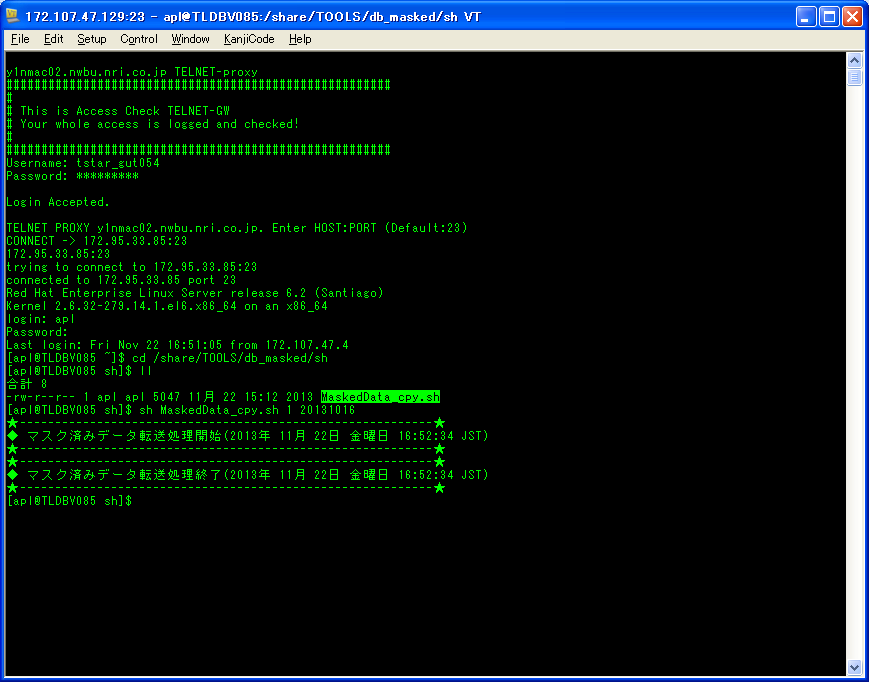 172.107.47.129:23 - apl@TLDBV085:/share/TOOLS/db_masked/sh VT
File Edit Setup Control Window KanjiCode Help
y1nmac02.nwbu.nri.co.jp TELNET-proxy
#######################################################
#
# This is Access Check TELNET-GW
# Your whole access is logged and checked!
#
#######################################################
Username: tstar_gut054
Password: *********
Login Accepted.
TELNET PROXY y1nmac02.nwbu.nri.co.jp. Enter HOST:PORT (Default:23)
CONNECT -> 172.95.33.85:23
172.95.33.85:23
trying to connect to 172.95.33.85:23
connected to 172.95.33.85 port 23
Red Hat Enterprise Linux Server release 6.2 (Santiago)
Kernel 2.6.32-279.14.1.el6.x86_64 on an x86_64
login: apl
Password:
Last login: Fri Nov 22 16:51:05 from 172.107.47.4
[apl@TLDBV085 ~]$ cd /share/TOOLS/db_masked/sh
[apl@TLDBV085 sh]$ ll
合計 8
-rw-r--r-- 1 apl apl 5047 11月 22 15:12 2013 MaskedData_cpy.sh
[apl@TLDBV085 sh]$ sh MaskedData_cpy.sh 1 20131016
★-----------------------------------------------------------★
◆ マスク済みデータ転送処理開始(2013年 11月 22日 金曜日 16:52:34 JST)
★-----------------------------------------------------------★
★-----------------------------------------------------------★
◆ マスク済みデータ転送処理終了(2013年 11月 22日 金曜日 16:52:34 JST)
★-----------------------------------------------------------★
[apl@TLDBV085 sh]$